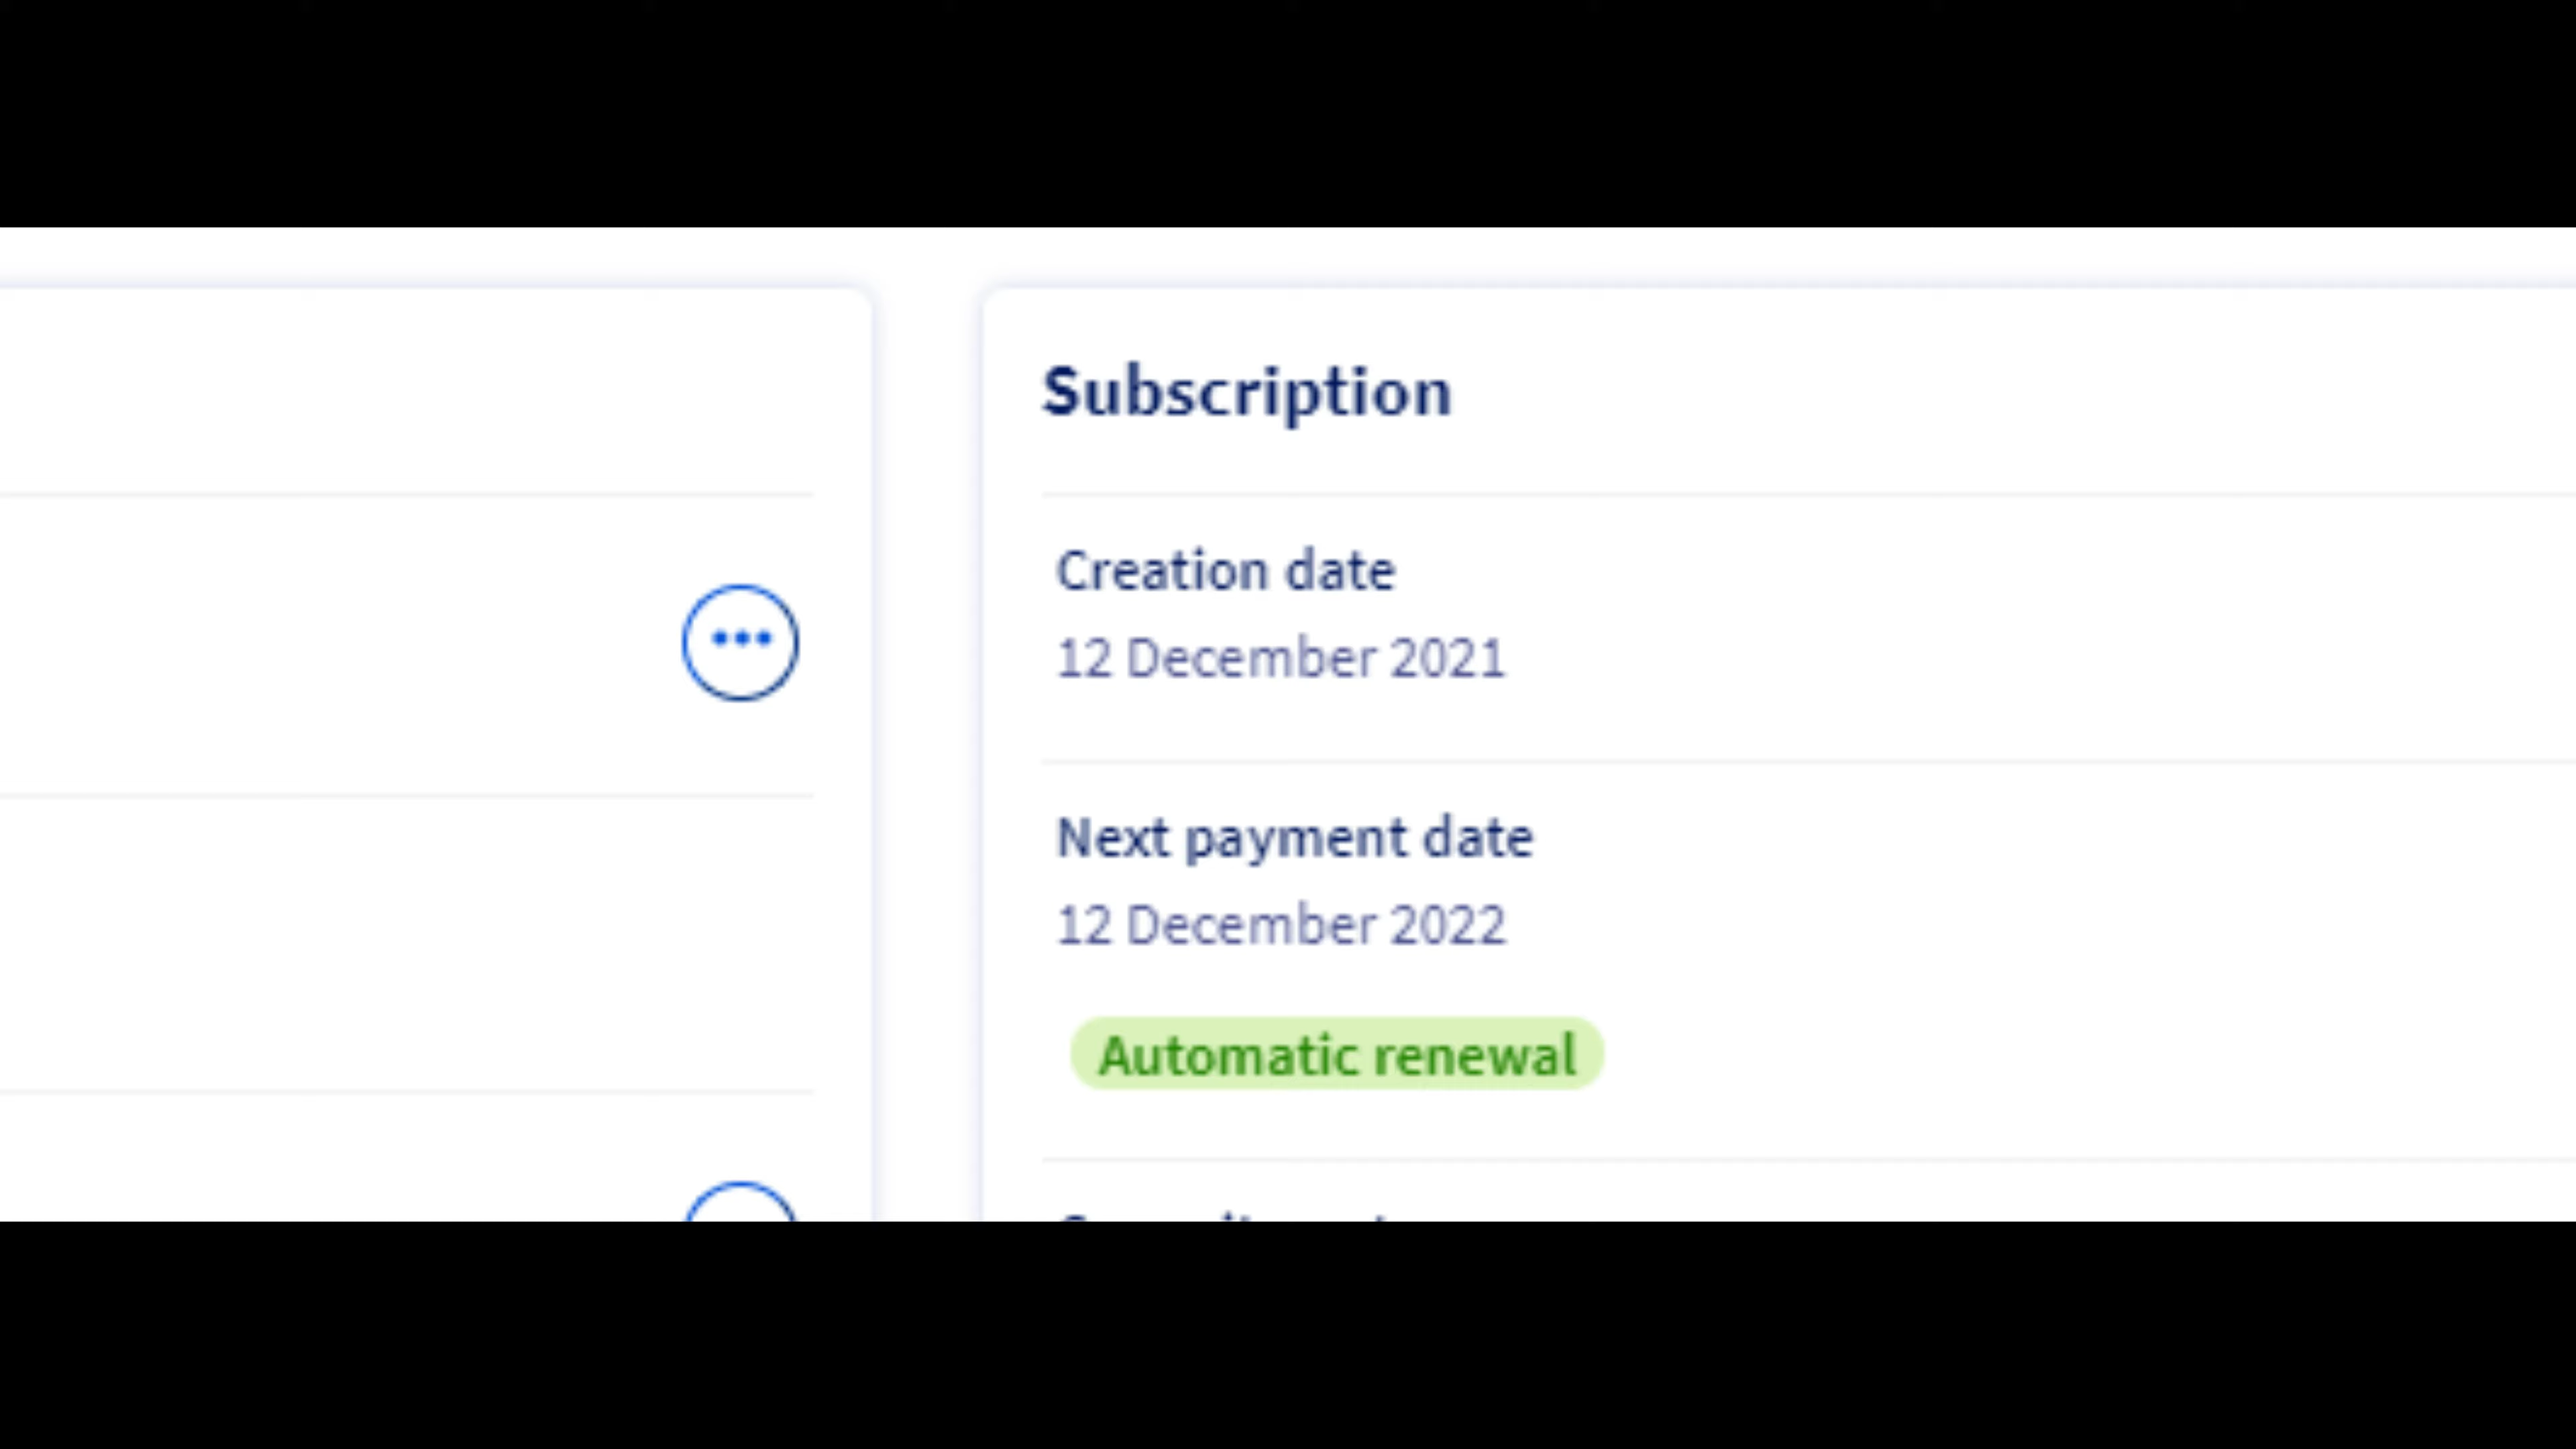 Subscription
Creation date
12 December 2021
Next payment date
12 December 2022
Automatic renewal